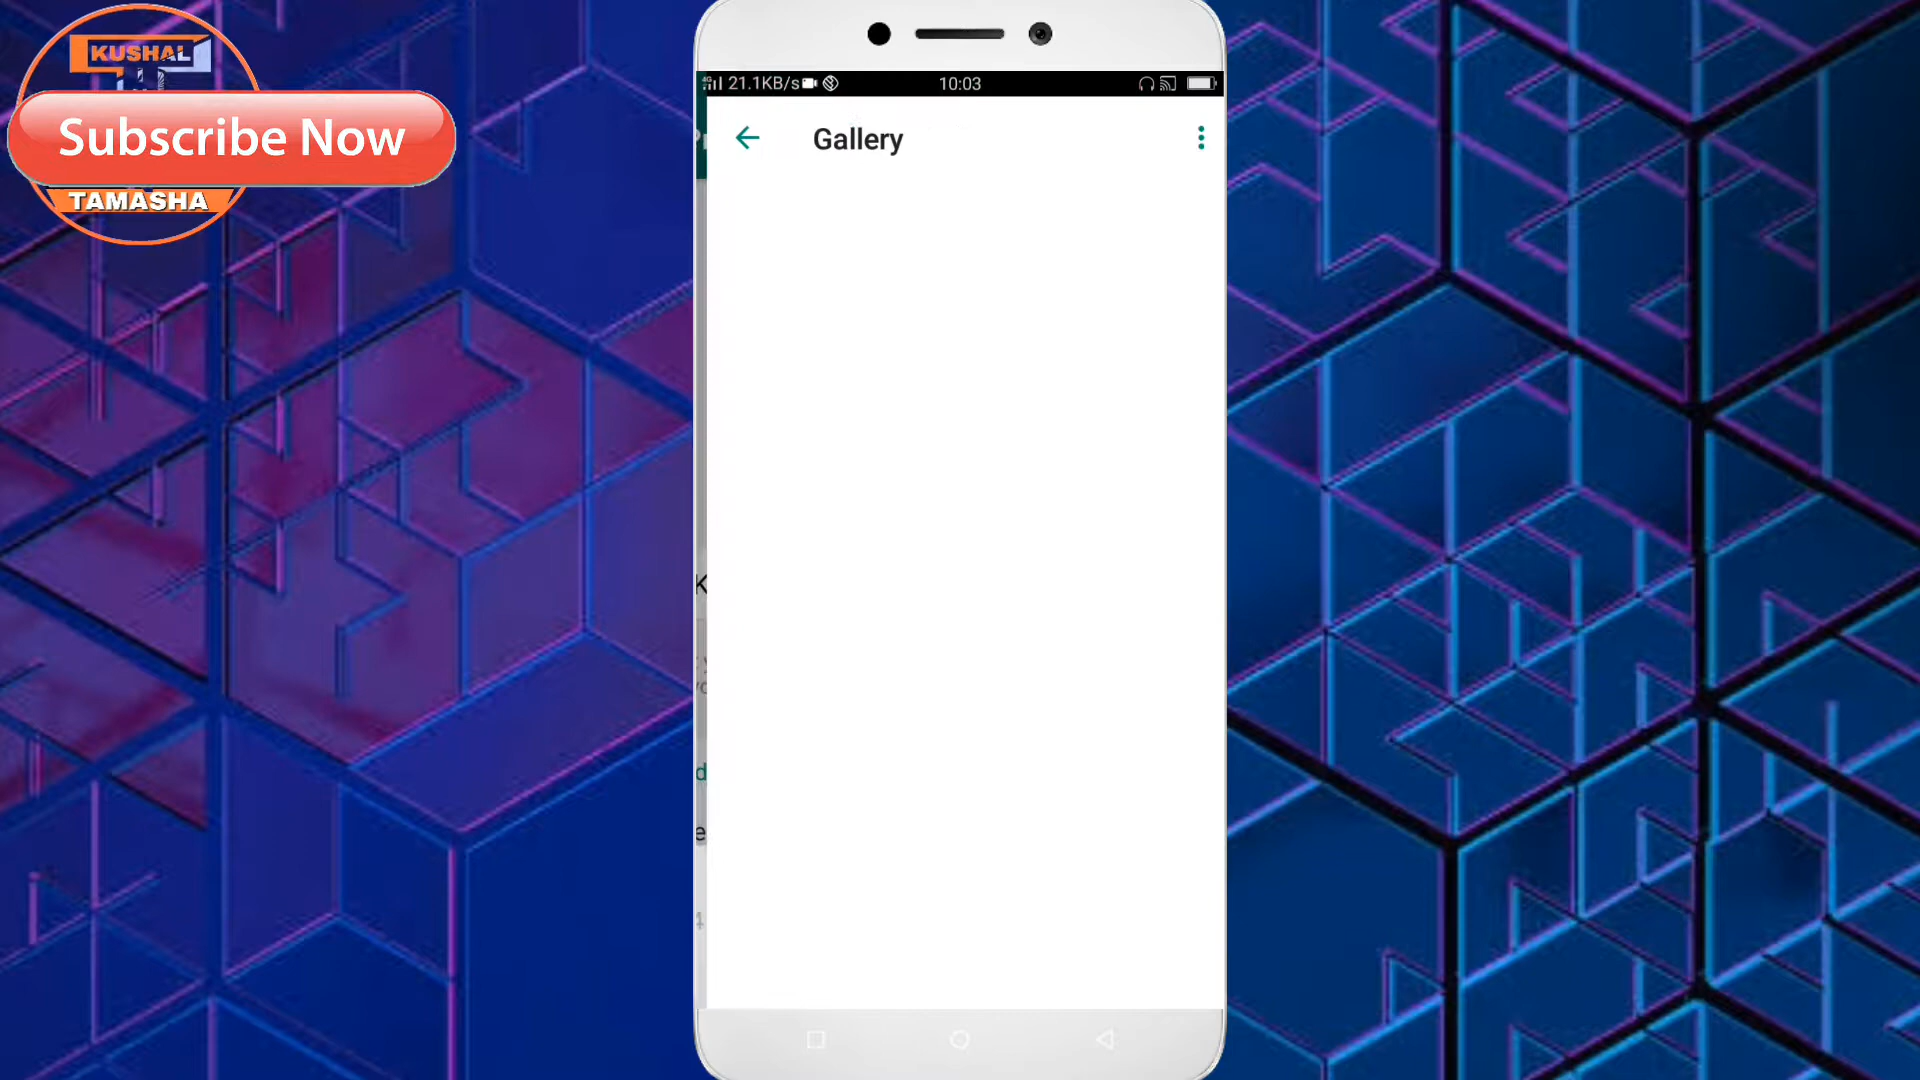 KUSHAL
Subscribe Now
TAMASHA
21.1KB/s
10:03
Gallery